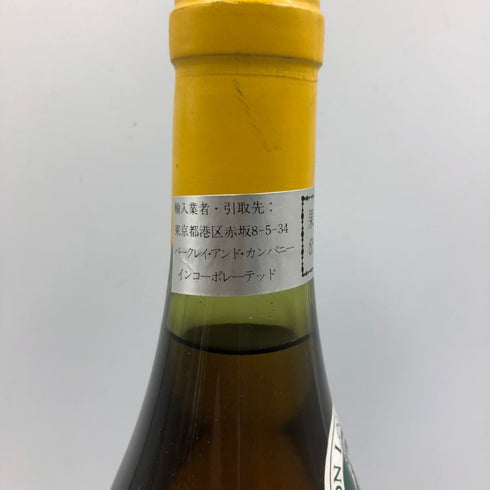 輸入業者・引取先：
東京都港区赤坂8-5-34
バークレイ・アンド・カンパニー
インコーポレーテッド
果